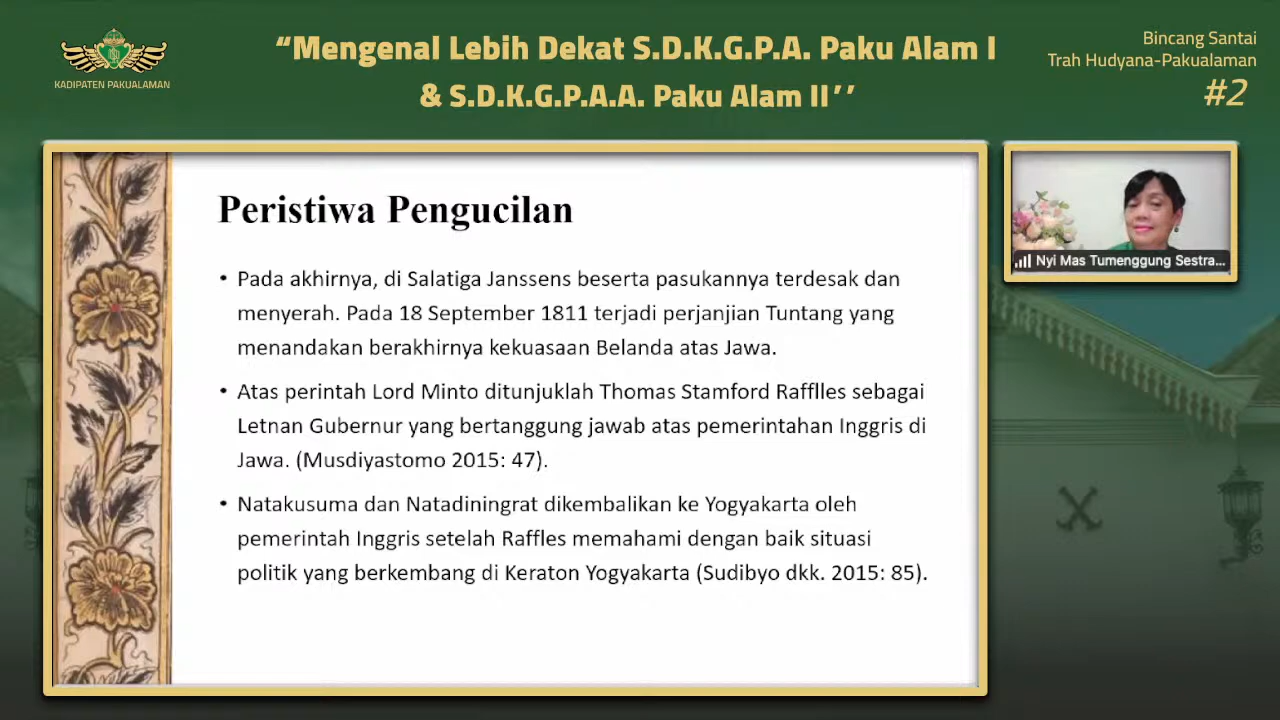 KADIPATEN PAKUALAMAN
“Mengenal Lebih Dekat S.D.K.G.P.A. Paku Alam I
& S.D.K.G.P.A.A. Paku Alam II’’
Bincang Santai
Trah Hudyana-Pakualaman
#2
Peristiwa Pengucilan
• Pada akhirnya, di Salatiga Janssens beserta pasukannya terdesak dan
menyerah. Pada 18 September 1811 terjadi perjanjian Tuntang yang
menandakan berakhirnya kekuasaan Belanda atas Jawa.
• Atas perintah Lord Minto ditunjuklah Thomas Stamford Rafflles sebagai
Letnan Gubernur yang bertanggung jawab atas pemerintahan Inggris di
Jawa. (Musdiyastomo 2015: 47).
• Natakusuma dan Natadiningrat dikembalikan ke Yogyakarta oleh
pemerintah Inggris setelah Raffles memahami dengan baik situasi
politik yang berkembang di Keraton Yogyakarta (Sudibyo dkk. 2015: 85).
Nyi Mas Tumenggung Sestra...